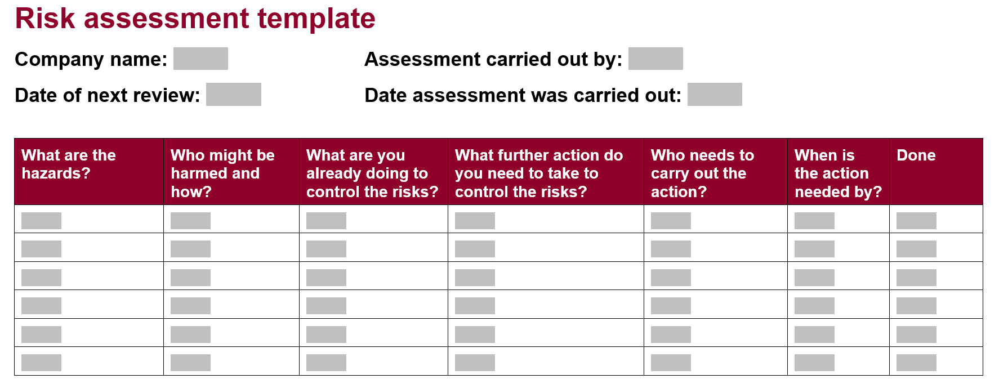 Risk assessment template
Company name:
Assessment carried out by:
Date of next review:
Date assessment was carried out:
What are the
hazards?
Who might be
harmed and
how?
What are you
already doing to
control the risks?
What further action do
you need to take to
control the risks?
Who needs to
carry out the
action?
When is
the action
needed by?
Done